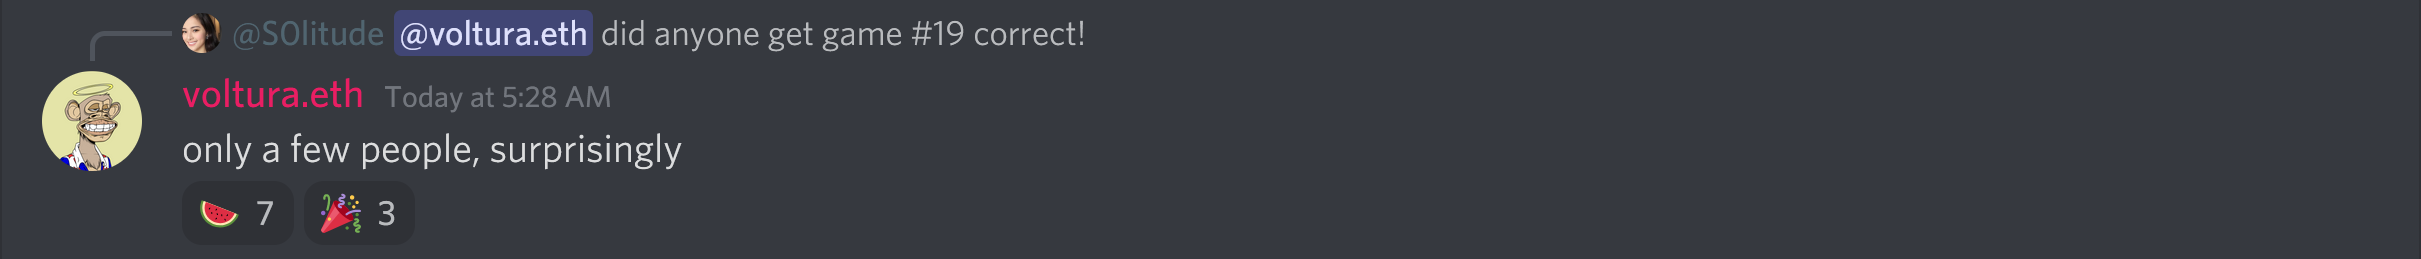 @S0litude @voltura.eth did anyone get game #19 correct!
voltura.eth Today at 5:28 AM
only a few people, surprisingly
7 3